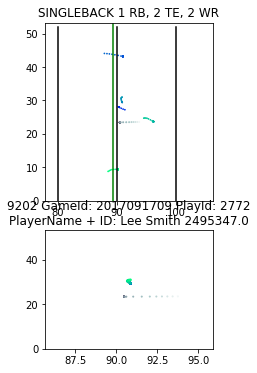 SINGLEBACK 1 RB, 2 TE, 2 WR
50
40
30
20
10
0
80 90 100
9202 GameId: 2017091709 PlayId: 2772
PlayerName + ID: Lee Smith 2495347.0
40
20
0
87.5 90.0 92.5 95.0